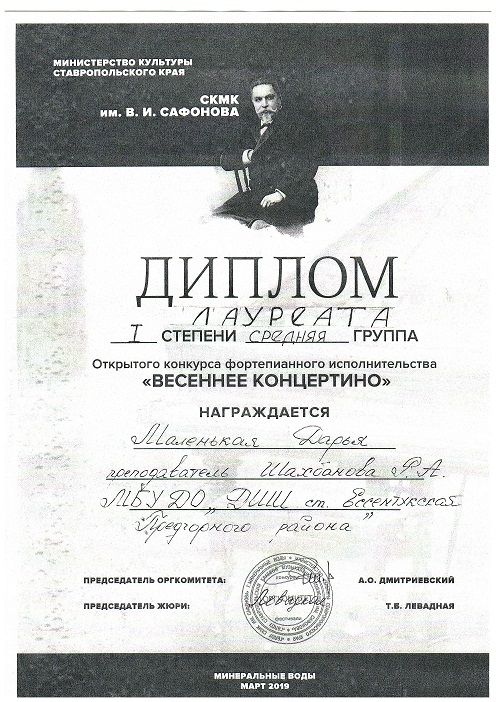 МИНИСТЕРСТВО КУЛЬТУРЫ
СТАВРОПОЛЬСКОГО КРАЯ
СКМК
им. В. И. САФОНОВА
ДИПЛОМ
ЛАУРЕАТА
I СТЕПЕНИ средняя ГРУППА
Открытого конкурса фортепианного исполнительства
«ВЕСЕННЕЕ КОНЦЕРТИНО»
НАГРАЖДАЕТСЯ
Маленькая Дарья
преподаватель Шахбанова Р.А.
МБУ ДО „ДШИ ст. Ессентукская
Предгорного района”
ПРЕДСЕДАТЕЛЬ ОРГКОМИТЕТА: А.О. ДМИТРИЕВСКИЙ
ПРЕДСЕДАТЕЛЬ ЖЮРИ: Т.Б. ЛЕВАДНАЯ
МИНЕРАЛЬНЫЕ ВОДЫ
МАРТ 2019